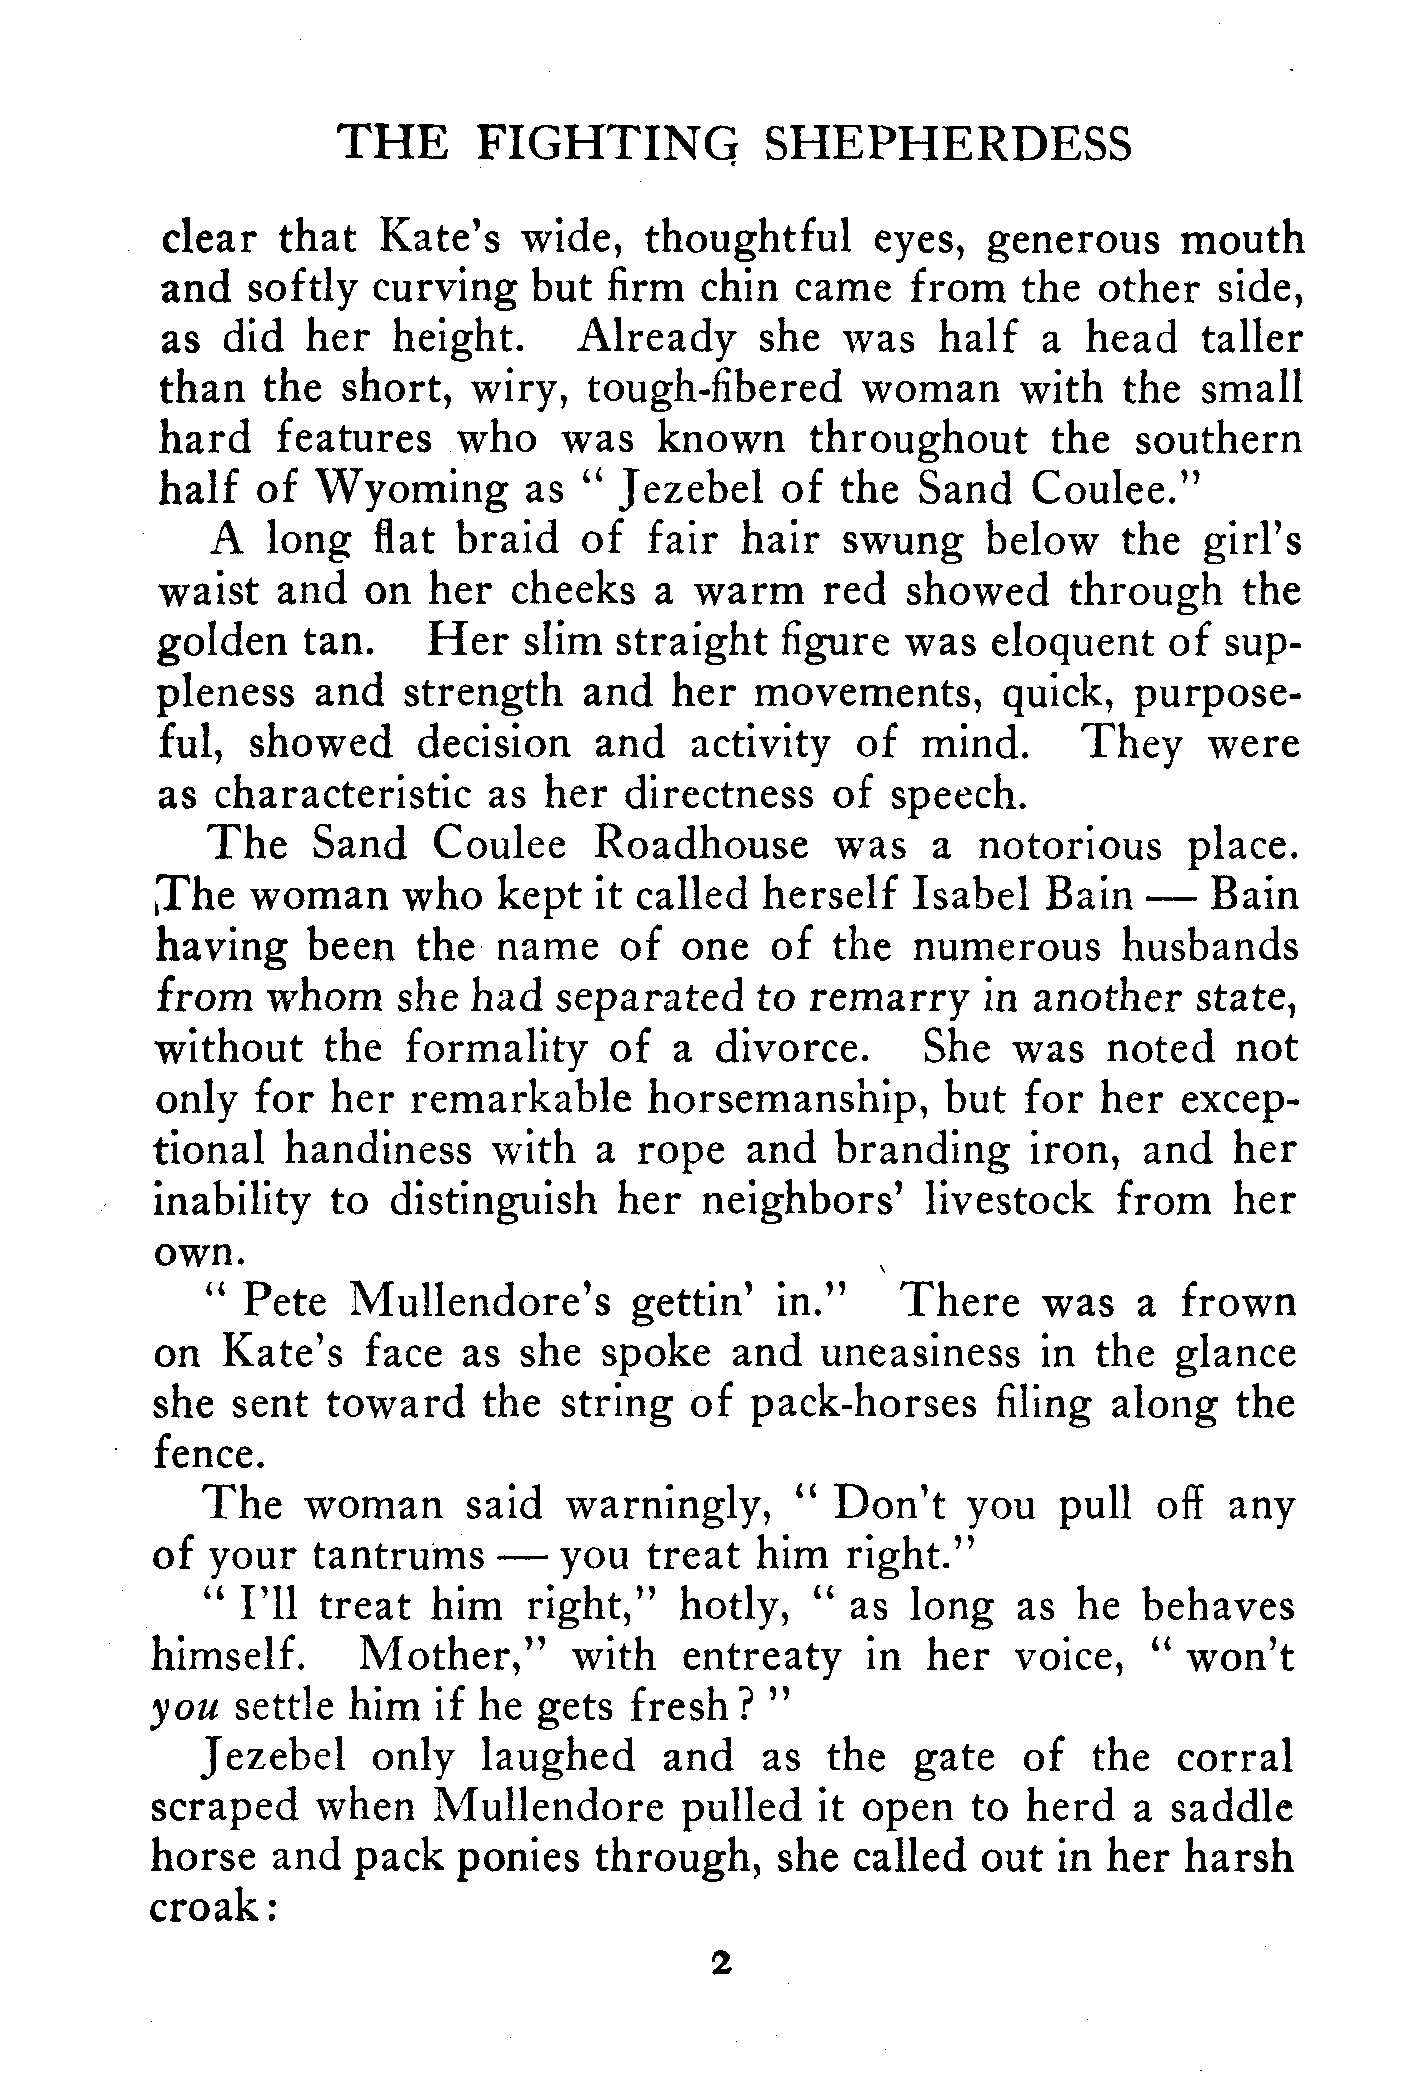 THE FIGHTING SHEPHERDESS
clear that Kate's wide, thoughtful eyes, generous mouth
and softly curving but firm chin came from the other side,
as did her height. Already she was half a head taller
than the short, wiry, tough-fibered woman with the small
hard features who was known throughout the southern
half of Wyoming as " Jezebel of the Sand Coulee."
A long flat braid of fair hair swung below the girl's
waist and on her cheeks a warm red showed through the
golden tan. Her slim straight figure was eloquent of sup-
pleness and strength and her movements, quick, purpose-
ful, showed decision and activity of mind. They were
as characteristic as her directness of speech.
The Sand Coulee Roadhouse was a notorious place.
The woman who kept it called herself Isabel Bain — Bain
having been the name of one of the numerous husbands
from whom she had separated to remarry in another state,
without the formality of a divorce. She was noted not
only for her remarkable horsemanship, but for her excep-
tional handiness with a rope and branding iron, and her
inability to distinguish her neighbors' livestock from her
own.
" Pete Mullendore's gettin' in." There was a frown
on Kate's face as she spoke and uneasiness in the glance
she sent toward the string of pack-horses filing along the
fence.
The woman said warningly, " Don't you pull off any
of your tantrums — you treat him right."
" I'll treat him right," hotly, " as long as he behaves
himself. Mother," with entreaty in her voice, " won't
you settle him if he gets fresh? "
Jezebel only laughed and as the gate of the corral
scraped when Mullendore pulled it open to herd a saddle
horse and pack ponies through, she called out in her harsh
croak:
2